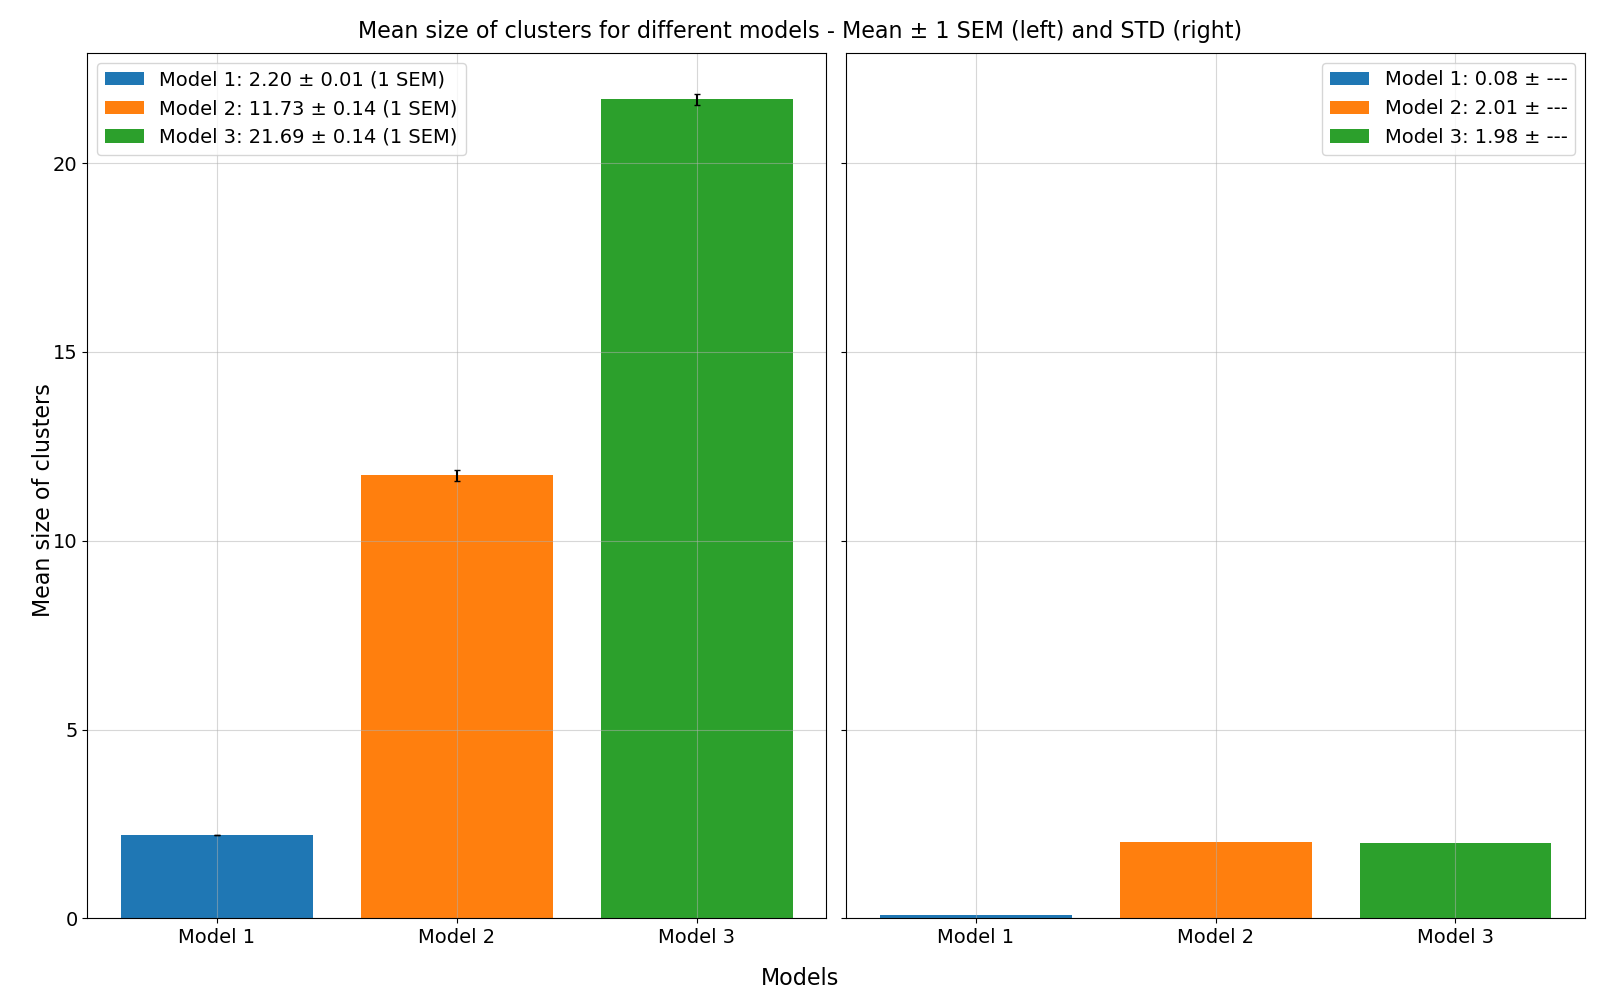 Mean size of clusters for different models - Mean ± 1 SEM (left) and STD (right)
Model 1: 2.20 ± 0.01 (1 SEM)
Model 2: 11.73 ± 0.14 (1 SEM)
Model 3: 21.69 ± 0.14 (1 SEM)
Model 1: 0.08 ± ---
Model 2: 2.01 ± ---
Model 3: 1.98 ± ---
Mean size of clusters
20
15
10
5
0
Model 1 Model 2 Model 3
Model 1 Model 2 Model 3
Models